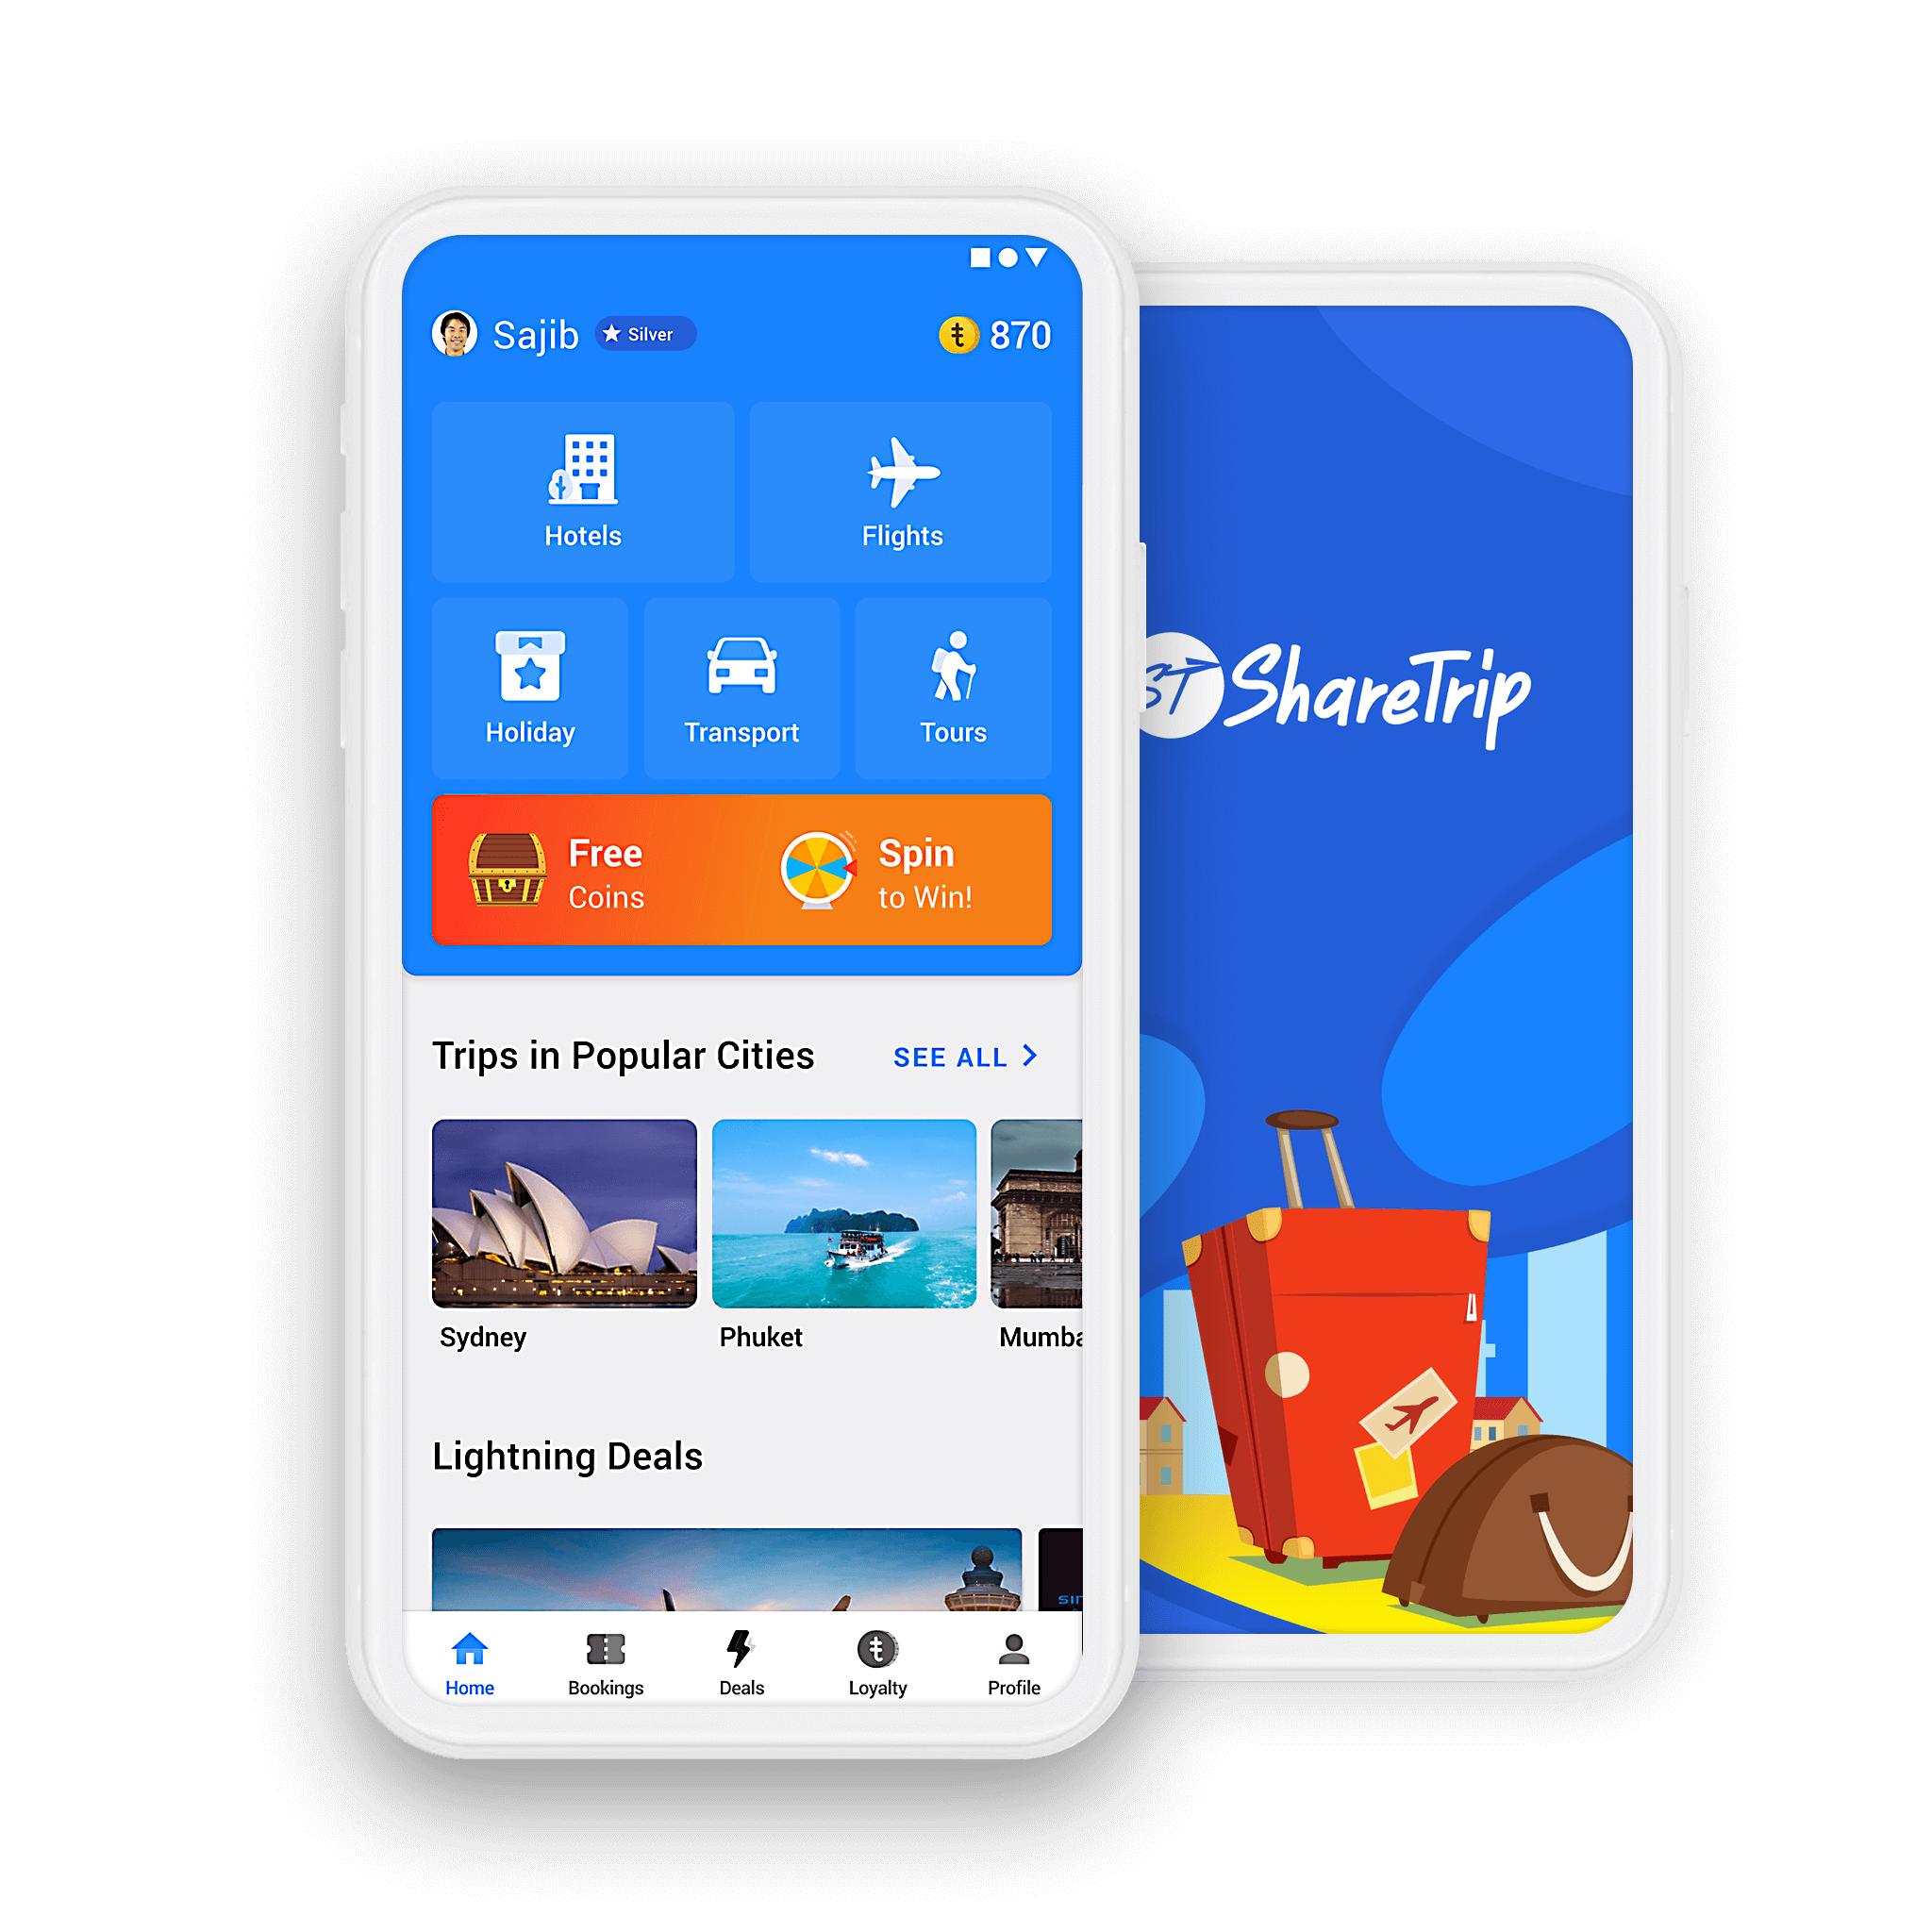 Sajib
Silver
870
Hotels
Flights
Holiday
Transport
Tours
Free
Coins
Spin
to Win!
Trips in Popular Cities
SEE ALL
Sydney
Phuket
Mumba
Lightning Deals
Home
Bookings
Deals
Loyalty
Profile
ST ShareTrip